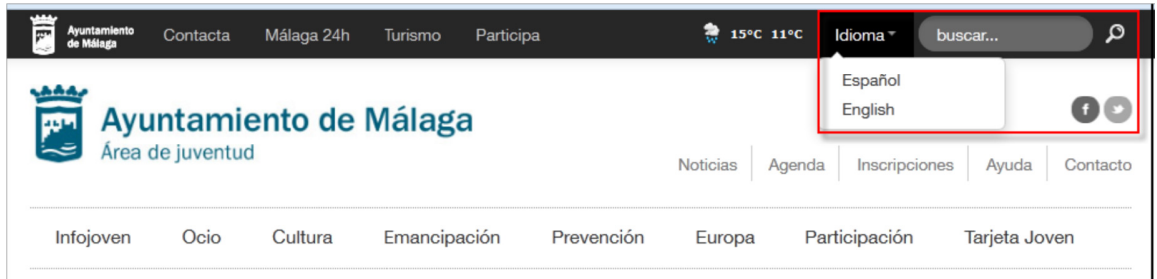 Ayuntamiento
de Málaga
Contacta Málaga 24h Turismo Participa 15ºC 11ºC Idioma buscar...
Español
English
Ayuntamiento de Málaga
Área de juventud
Noticias Agenda Inscripciones Ayuda Contacto
Infojoven Ocio Cultura Emancipación Prevención Europa Participación Tarjeta Joven